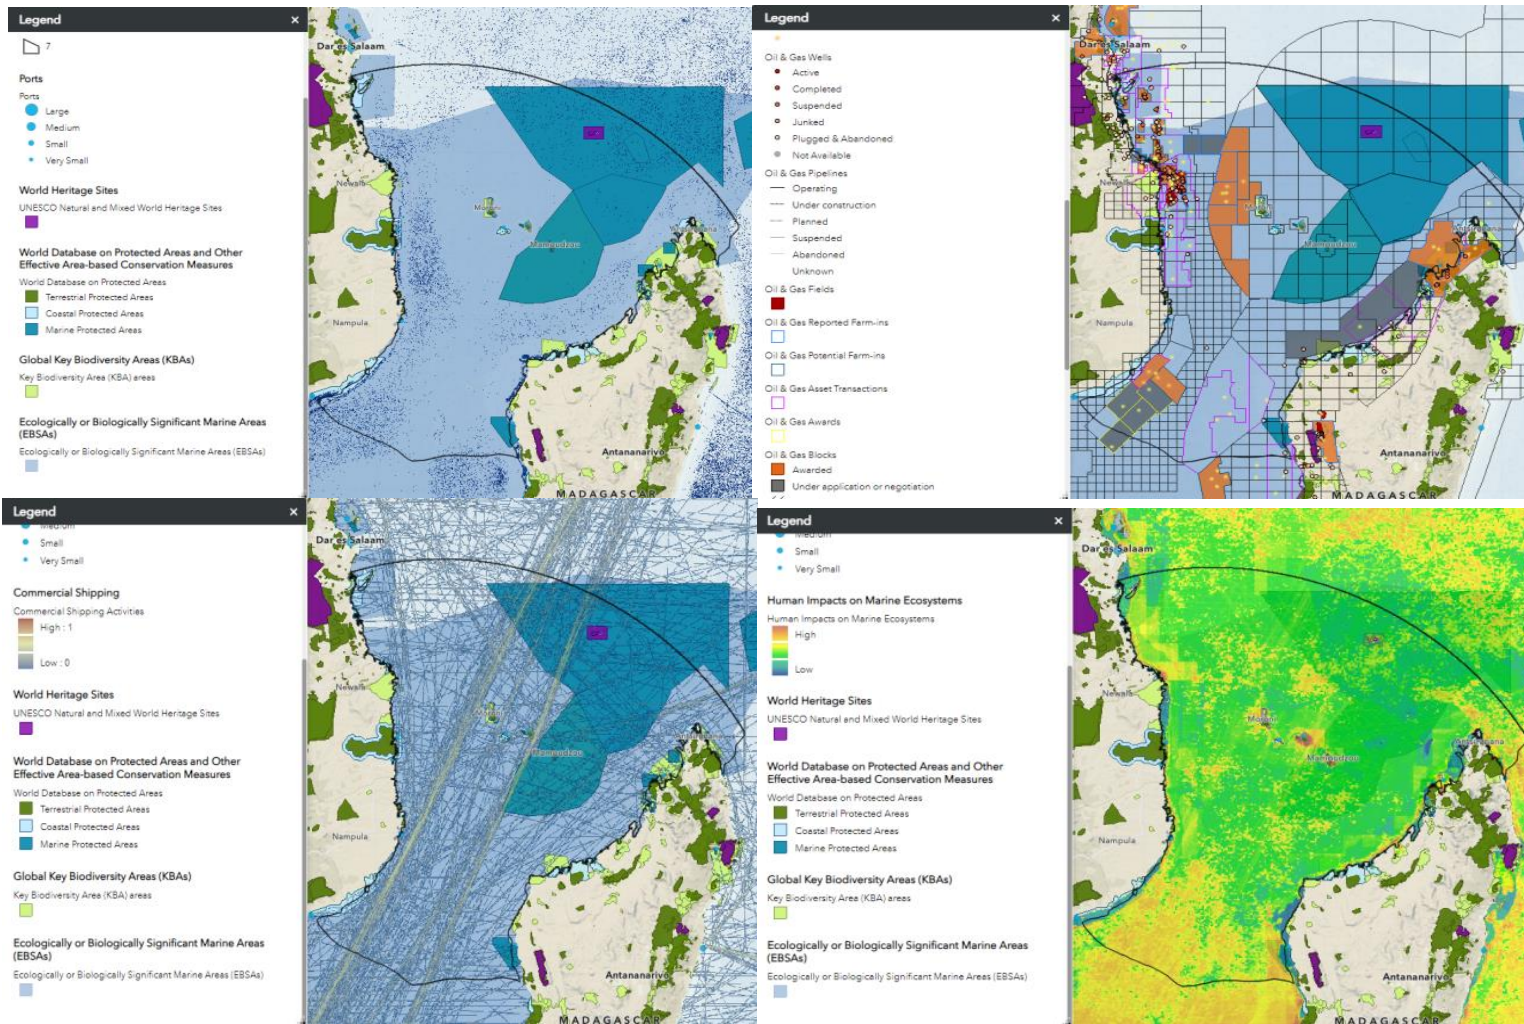 Legend ×
7
Ports
Ports
Large
Medium
Small
Very Small
World Heritage Sites
UNESCO Natural and Mixed World Heritage Sites
World Database on Protected Areas and Other
Effective Area-based Conservation Measures
World Database on Protected Areas
Terrestrial Protected Areas
Coastal Protected Areas
Marine Protected Areas
Global Key Biodiversity Areas (KBAs)
Key Biodiversity Area (KBA) areas
Ecologically or Biologically Significant Marine Areas
(EBSAs)
Ecologically or Biologically Significant Marine Areas (EBSAs)
Dar es Salaam
Newala
Moroni
Mamoudzou
Nampula
Antananarivo
MADAGASCAR
Legend ×
Oil & Gas Wells
Active
Completed
Suspended
Junked
Plugged & Abandoned
Not Available
Oil & Gas Pipelines
Operating
Under construction
Planned
Suspended
Abandoned
Unknown
Oil & Gas Fields
Oil & Gas Reported Farm-ins
Oil & Gas Potential Farm-ins
Oil & Gas Asset Transactions
Oil & Gas Awards
Oil & Gas Blocks
Awarded
Under application or negotiation
Dar es Salaam
Mamoudzou
Nampula
Antananarivo
MADAGASCAR
Legend ×
Medium
Small
Very Small
Commercial Shipping
Commercial Shipping Activities
High : 1
Low : 0
World Heritage Sites
UNESCO Natural and Mixed World Heritage Sites
World Database on Protected Areas and Other
Effective Area-based Conservation Measures
World Database on Protected Areas
Terrestrial Protected Areas
Coastal Protected Areas
Marine Protected Areas
Global Key Biodiversity Areas (KBAs)
Key Biodiversity Area (KBA) areas
Ecologically or Biologically Significant Marine Areas
(EBSAs)
Ecologically or Biologically Significant Marine Areas (EBSAs)
Dar es Salaam
Newala
Moroni
Mamoudzou
Nampula
Antananarivo
MADAGASCAR
Legend ×
Medium
Small
Very Small
Human Impacts on Marine Ecosystems
Human Impacts on Marine Ecosystems
High
Low
World Heritage Sites
UNESCO Natural and Mixed World Heritage Sites
World Database on Protected Areas and Other
Effective Area-based Conservation Measures
World Database on Protected Areas
Terrestrial Protected Areas
Coastal Protected Areas
Marine Protected Areas
Global Key Biodiversity Areas (KBAs)
Key Biodiversity Area (KBA) areas
Ecologically or Biologically Significant Marine Areas
(EBSAs)
Ecologically or Biologically Significant Marine Areas (EBSAs)
Dar es Salaam
Newala
Moroni
Mamoudzou
Nampula
Antananarivo
MADAGASCAR